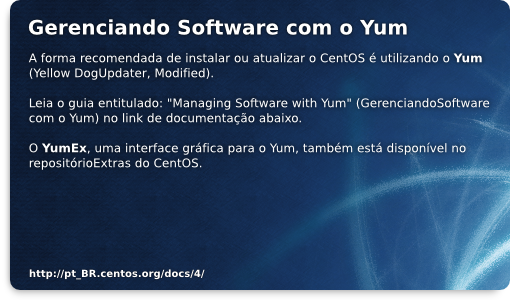 Gerenciando Software com o Yum
A forma recomendada de instalar ou atualizar o CentOS é utilizando o Yum
(Yellow DogUpdater, Modified).
Leia o guia entitulado: "Managing Software with Yum" (GerenciandoSoftware
com o Yum) no link de documentação abaixo.
O YumEx, uma interface gráfica para o Yum, também está disponível no
repositórioExtras do CentOS.
http://pt_BR.centos.org/docs/4/